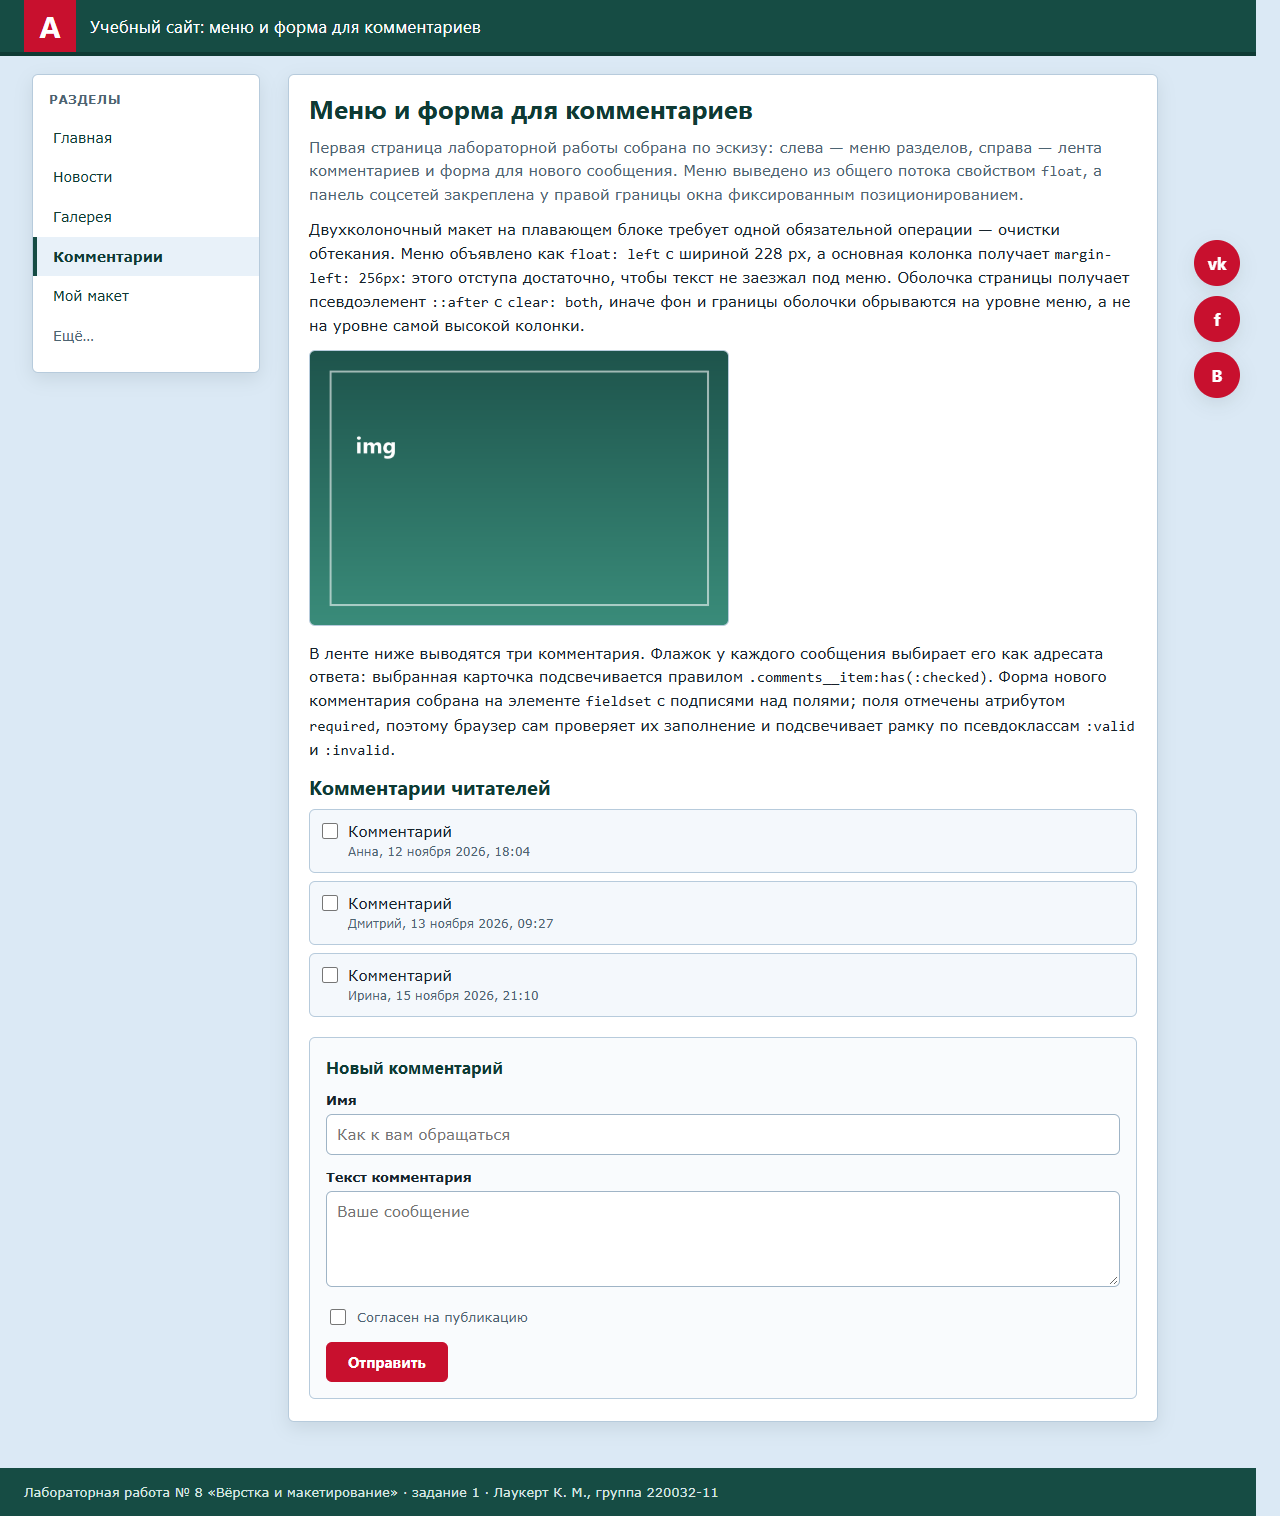 A
Учебный сайт: меню и форма для комментариев
РАЗДЕЛЫ
Главная
Новости
Галерея
Комментарии
Мой макет
Ещё...
Меню и форма для комментариев
Первая страница лабораторной работы собрана по эскизу: слева — меню разделов, справа — лента
комментариев и форма для нового сообщения. Меню выведено из общего потока свойством float, а
панель соцсетей закреплена у правой границы окна фиксированным позиционированием.
Двухколоночный макет на плавающем блоке требует одной обязательной операции — очистки
обтекания. Меню объявлено как float: left с шириной 228 px, а основная колонка получает margin-
left: 256px: этого отступа достаточно, чтобы текст не заезжал под меню. Оболочка страницы получает
псевдоэлемент ::after с clear: both, иначе фон и границы оболочки обрываются на уровне меню, а не
на уровне самой высокой колонки.
img
В ленте ниже выводятся три комментария. Флажок у каждого сообщения выбирает его как адресата
ответа: выбранная карточка подсвечивается правилом .comments__item:has(:checked). Форма нового
комментария собрана на элементе fieldset с подписями над полями; поля отмечены атрибутом
required, поэтому браузер сам проверяет их заполнение и подсвечивает рамку по псевдоклассам :valid
и :invalid.
Комментарии читателей
Комментарий
Анна, 12 ноября 2026, 18:04
Комментарий
Дмитрий, 13 ноября 2026, 09:27
Комментарий
Ирина, 15 ноября 2026, 21:10
Новый комментарий
Имя
Как к вам обращаться
Текст комментария
Ваше сообщение
Согласен на публикацию
Отправить
vk
f
B
Лабораторная работа № 8 «Вёрстка и макетирование» · задание 1 · Лаукерт К. М., группа 220032-11